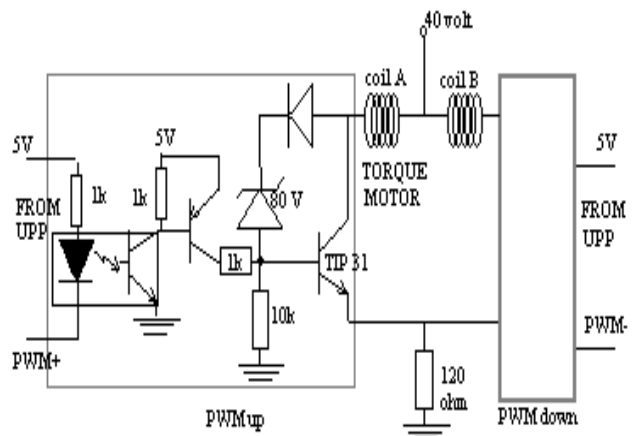 40 volt
coil A
coil B
5V
5V
5V
1k
1k
80 V
TORQUE
MOTOR
FROM
UPP
FROM
UPP
1k
TIP 31
10k
PWM+
PWM-
120
ohm
PWM up
PWM down